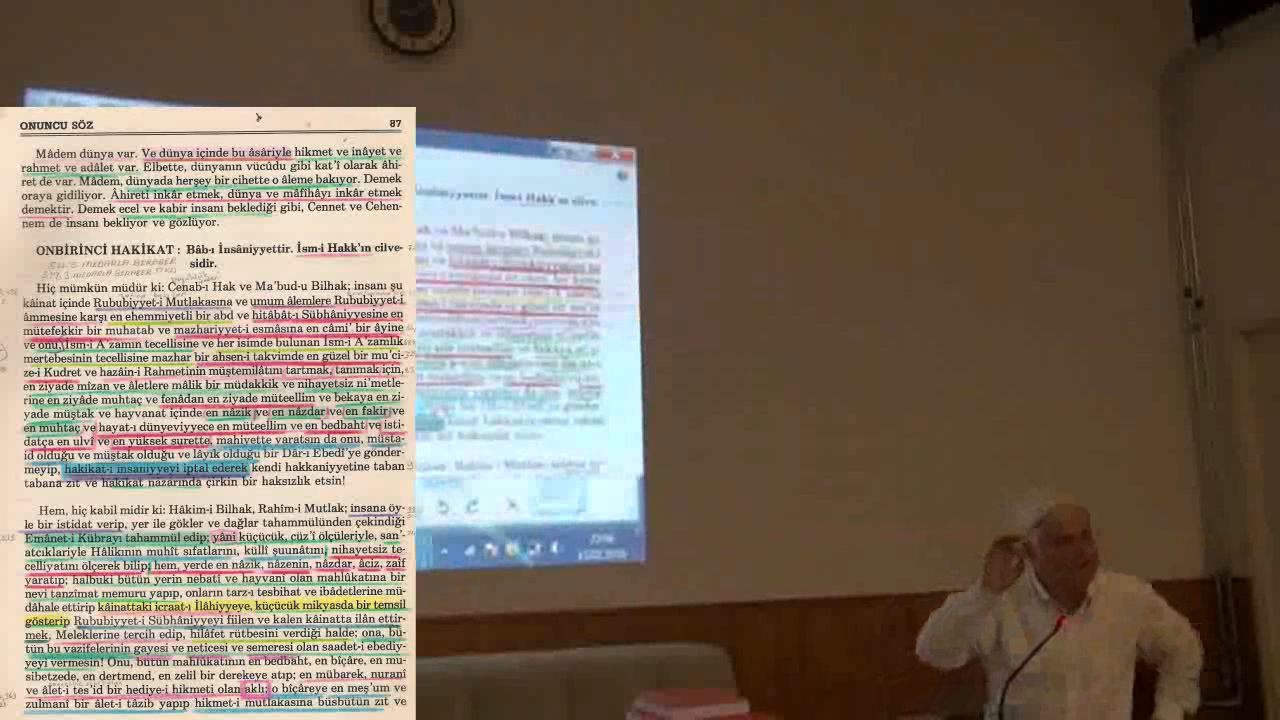 ONUNCU SÖZ 87
Mâdem dünya var. Ve dünya içinde bu âsâriyle hikmet ve inâyet ve
rahmet ve adâlet var. Elbette, dünyanın vücûdu gibi kat'î olarak âhi-
ret de var. Mâdem, dünyada herşey bir cihette o âleme bakıyor. Demek
oraya gidiliyor. Âhireti inkâr etmek, dünya ve mâfîhâyı inkâr etmek
demektir. Demek ecel ve kabir insanı beklediği gibi, Cennet ve Cehen-
nem de insanı bekliyor ve gözlüyor.
ONBİRİNCİ HAKİKAT : Bâb-ı İnsâniyyettir. İsm-i Hakk'ın cilve-
sidir.
Hiç mümkün müdür ki: Cenab-ı Hak ve Ma'bud-u Bilhak; insanı şu
kâinat içinde Rububiyyet-i Mutlakasına ve umum âlemlere Rububiyyet-i
âmmesine karşı en ehemmiyetli bir abd ve hitâbât-ı Sübhâniyyesine en
mütefekkir bir muhatab ve mazhariyyet-i esmâsına en câmi' bir âyine
ve onu, İsm-i A'zamın tecellisine ve her isimde bulunan İsm-i A'zamlık
mertebesinin tecellisine mazhar bir ahsen-i takvimde en güzel bir mu'ci-
ze-i Kudret ve hazâin-i Rahmetinin müştemilâtını tartmak, tanımak için,
en ziyade mizan ve âletlere mâlik bir müdakkik ve nihayetsiz ni'metle-
rine en ziyâde muhtaç ve fenâdan en ziyade müteellim ve bekaya en zi-
yade müştak ve hayvanat içinde en nâzik ve en nâzdar ve en fakir ve
en muhtaç ve hayat-ı dünyeviyyece en müteellim ve en bedbaht ve isti-
datça en ulvî ve en yüksek surette, mahiyette yaratsın da onu, müsta-
id olduğu ve müştak olduğu ve lâyık olduğu bir Dâr-ı Ebedî'ye gönder-
meyip, hakikat-ı insaniyyeyi iptal ederek kendi hakkaniyyetine taban
tabana zıt ve hakikat nazarında çirkin bir haksızlık etsin!
Hem, hiç kabil midir ki: Hâkim-i Bilhak, Rahîm-i Mutlak; insana öy-
le bir istidat verip, yer ile gökler ve dağlar tahammülünden çekindiği
Emânet-i Kübrayı tahammül edip; yâni küçücük, cüz'î ölçüleriyle, san'-
atcıklariyle Hâlikının muhît sıfatlarını, küllî şuunâtını, nihayetsiz te-
celliyatını ölçerek bilip; hem, yerde en nâzik, nâzenin, nâzdar, âciz, zaîf
yaratıp; halbuki bütün yerin nebatî ve hayvanî olan mahlûkatına bir
nevi tanzîmat memuru yapıp, onların tarz-ı tesbihat ve ibâdetlerine mü-
dâhale ettirip kâinattaki icraat-ı İlâhiyyeye, küçücük mikyasda bir temsil
gösterip Rububiyyet-i Sübhâniyyeyi fiilen ve kalen kâinatta ilân ettir-
mek, Meleklerine tercih edip, hilâfet rütbesini verdiği halde; ona, bü-
tün bu vazifelerinin gayesi ve neticesi ve semeresi olan saadet-i ebediy-
yeyi vermesin! Onu, bütün mahlûkatının en bedbaht, en bîçâre, en mu-
sibetzede, en dertmend, en zelil bir derekeye atıp; en mübarek, nuranî
ve âlet-i tes'id bir hediye-i hikmeti olan aklı; o bîçâreye en meş'um ve
zulmanî bir âlet-i tâzib yapıp hikmet-i mutlakasına büsbütün zıt ve